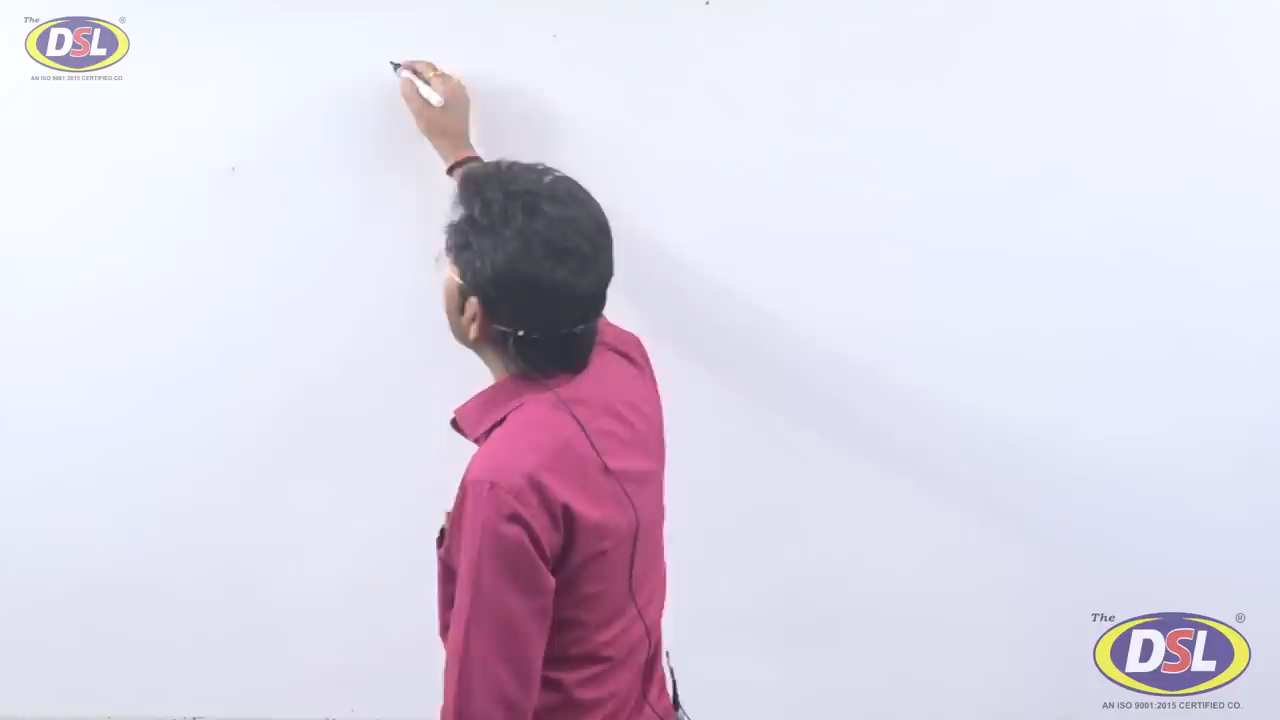 The
DSL
®
AN ISO 9001:2015 CERTIFIED CO.
The
DSL
®
AN ISO 9001:2015 CERTIFIED CO.